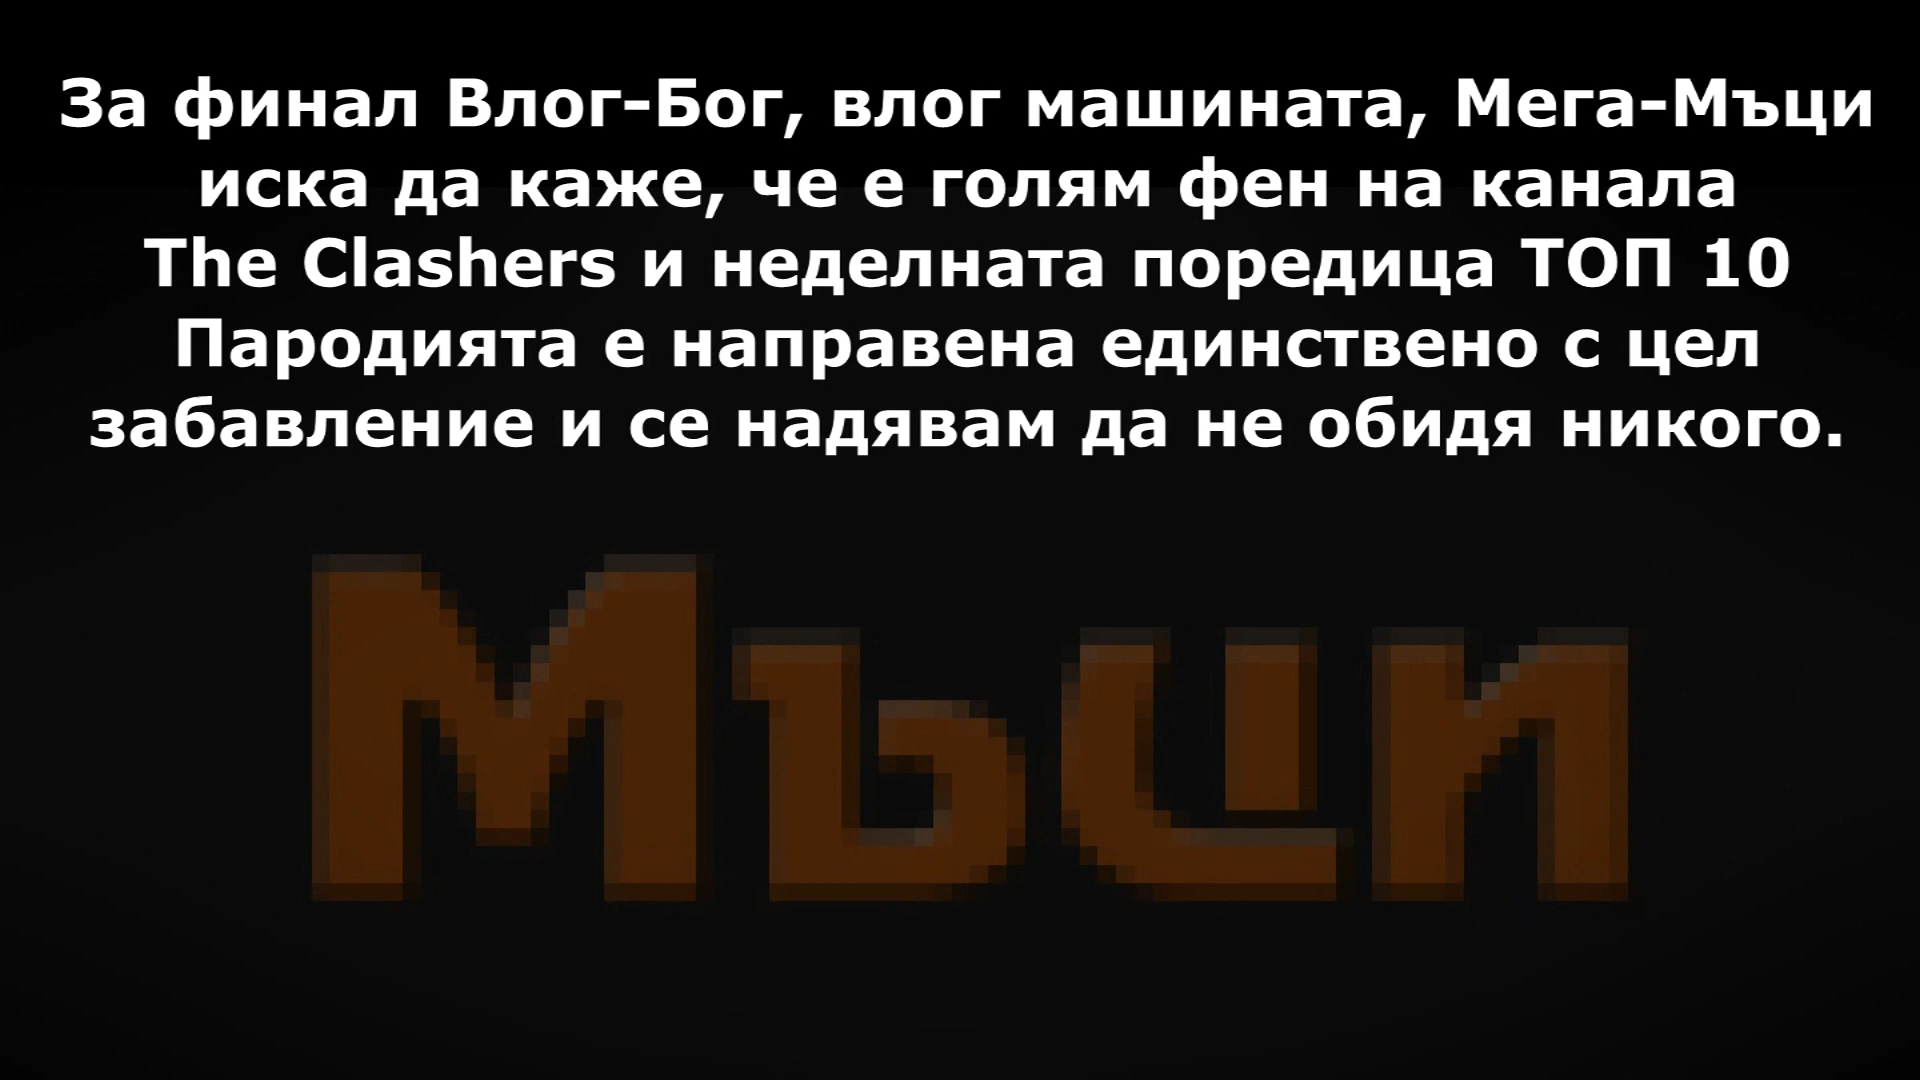 За финал Влог-Бог, влог машината, Мега-Мъци
иска да каже, че е голям фен на канала
The Clashers и неделната поредица ТОП 10
Пародията е направена единствено с цел
забавление и се надявам да не обидя никого.
Мъци